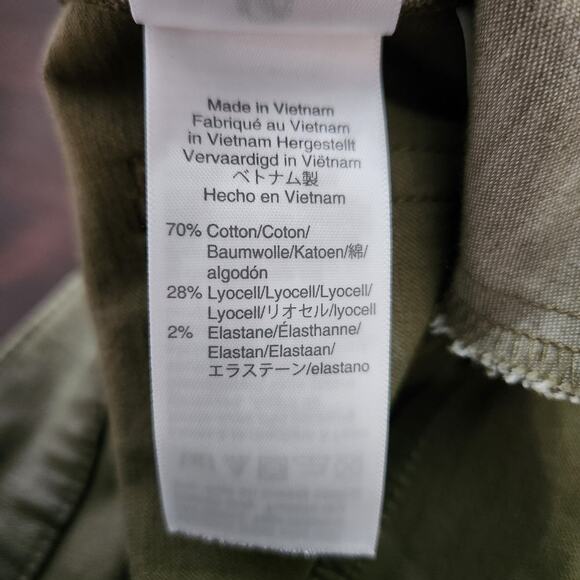 Made in Vietnam
Fabriqué au Vietnam
in Vietnam Hergestellt
Vervaardigd in Viëtnam
ベトナム製
Hecho en Vietnam
70% Cotton/Coton/
Baumwolle/Katoen/綿/
algodón
28% Lyocell/Lyocell/Lyocell/
Lyocell/リオセル/lyocell
2% Elastane/Élasthanne/
Elastan/Elastaan/
エラステーン/elastano